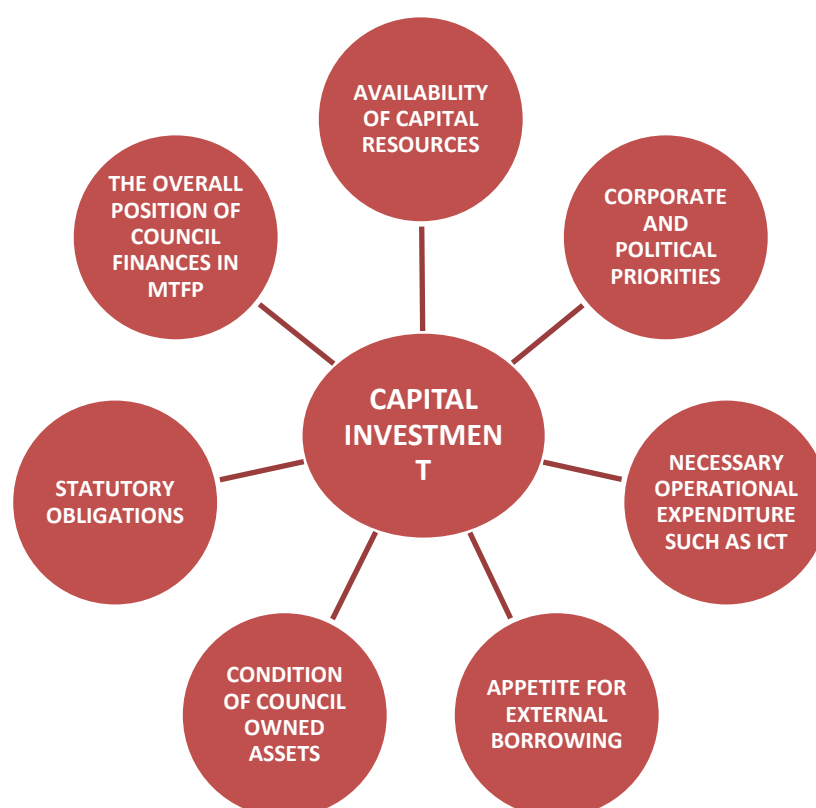 AVAILABILITY
OF CAPITAL
RESOURCES
THE OVERALL
POSITION OF
COUNCIL
FINANCES IN
MTFP
CORPORATE
AND
POLITICAL
PRIORITIES
CAPITAL
INVESTMEN
T
STATUTORY
OBLIGATIONS
NECESSARY
OPERATIONAL
EXPENDITURE
SUCH AS ICT
CONDITION
OF COUNCIL
OWNED
ASSETS
APPETITE FOR
EXTERNAL
BORROWING